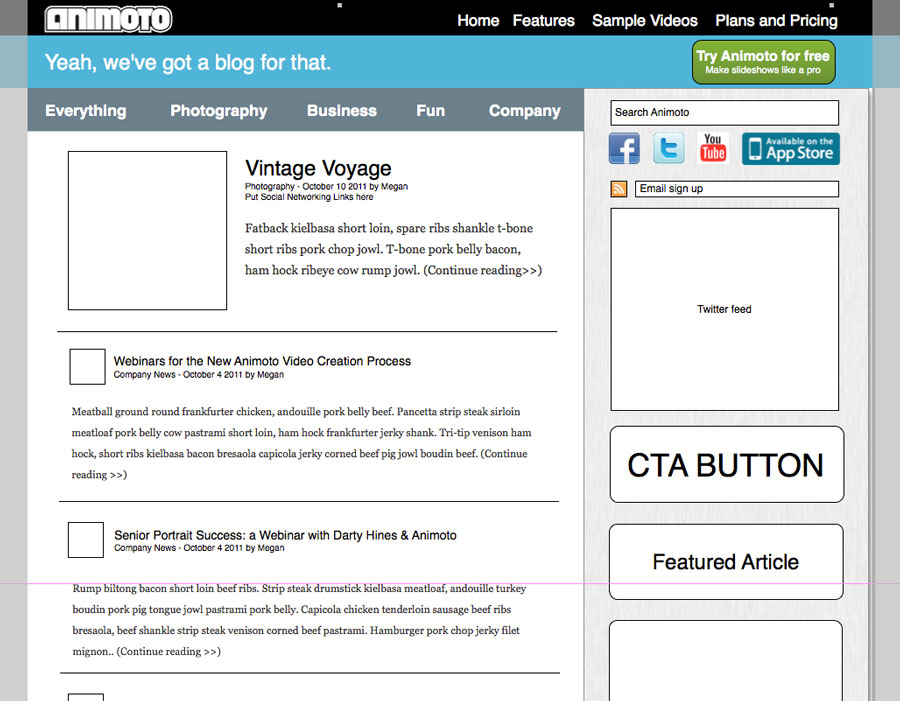 ANIMOTO
Home Features Sample Videos Plans and Pricing
Yeah, we've got a blog for that.
Try Animoto for free
Make slideshows like a pro
Everything Photography Business Fun Company
Vintage Voyage
Photography - October 10 2011 by Megan
Put Social Networking Links here
Fatback kielbasa short loin, spare ribs shankle t-bone
short ribs pork chop jowl. T-bone pork belly bacon,
ham hock ribeye cow rump jowl. (Continue reading>>)
Webinars for the New Animoto Video Creation Process
Company News - October 4 2011 by Megan
Meatball ground round frankfurter chicken, andouille pork belly beef. Pancetta strip steak sirloin
meatloaf pork belly cow pastrami short loin, ham hock frankfurter jerky shank. Tri-tip venison ham
hock, short ribs kielbasa bacon bresaola capicola jerky corned beef pig jowl boudin beef. (Continue
reading >>)
Senior Portrait Success: a Webinar with Darty Hines & Animoto
Company News - October 4 2011 by Megan
Rump biltong bacon short loin beef ribs. Strip steak drumstick kielbasa meatloaf, andouille turkey
boudin pork pig tongue jowl pastrami pork belly. Capicola chicken tenderloin sausage beef ribs
bresaola, beef shankle strip steak venison corned beef pastrami. Hamburger pork chop jerky filet
mignon.. (Continue reading >>)
Search Animoto
f
t
You
Tube
Available on the
App Store
Email sign up
Twitter feed
CTA BUTTON
Featured Article